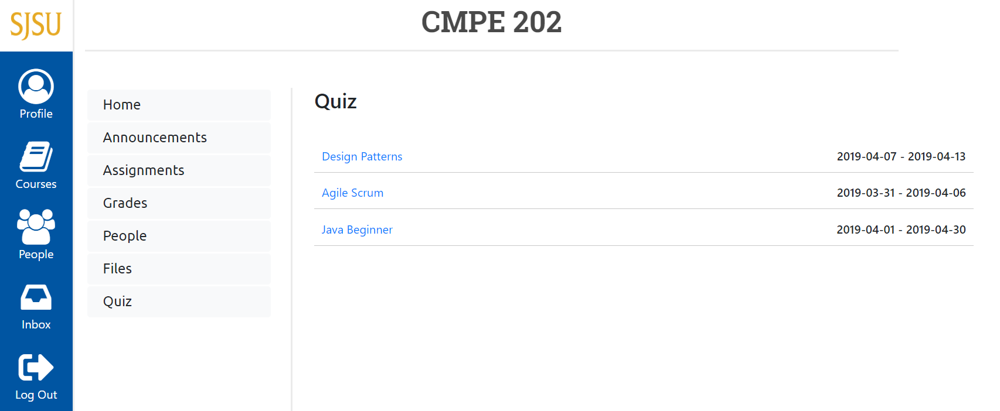 SJSU
CMPE 202
Profile
Courses
People
Inbox
Log Out
Home
Announcements
Assignments
Grades
People
Files
Quiz
Quiz
Design Patterns 2019-04-07 - 2019-04-13
Agile Scrum 2019-03-31 - 2019-04-06
Java Beginner 2019-04-01 - 2019-04-30